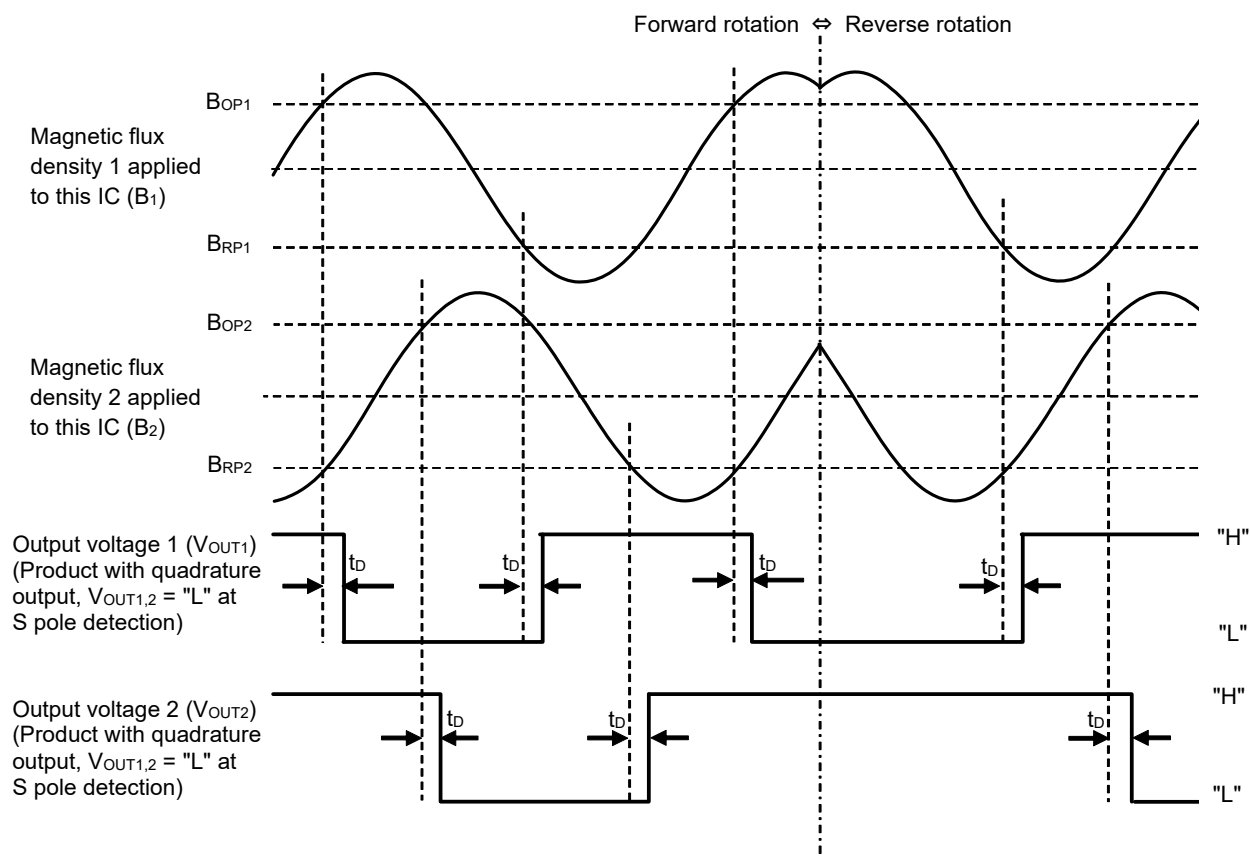 Forward rotation ⇔ Reverse rotation
BOP1
Magnetic flux
density 1 applied
to this IC (B1)
BRP1
BOP2
Magnetic flux
density 2 applied
to this IC (B2)
BRP2
Output voltage 1 (VOUT1)
(Product with quadrature
output, VOUT1,2 = "L" at
S pole detection)
tD
tD
tD
tD
"H"
"L"
Output voltage 2 (VOUT2)
(Product with quadrature
output, VOUT1,2 = "L" at
S pole detection)
tD
tD
tD
"H"
"L"